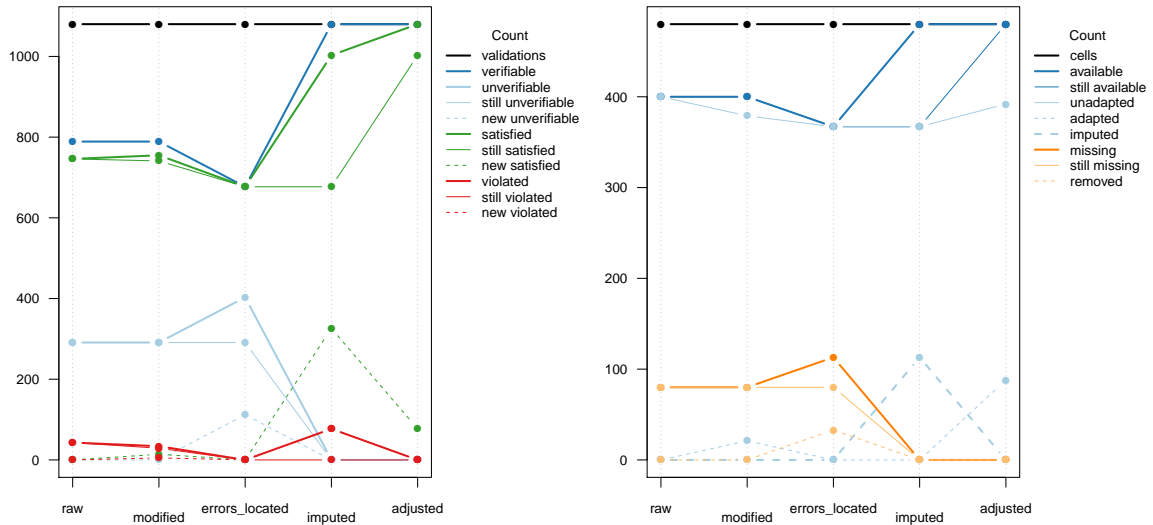 1000
800
600
400
200
0
raw
modified
errors_located
imputed
adjusted
Count
validations
verifiable
unverifiable
still unverifiable
new unverifiable
satisfied
still satisfied
new satisfied
violated
still violated
new violated
400
300
200
100
0
raw
modified
errors_located
imputed
adjusted
Count
cells
available
still available
unadapted
adapted
imputed
missing
still missing
removed